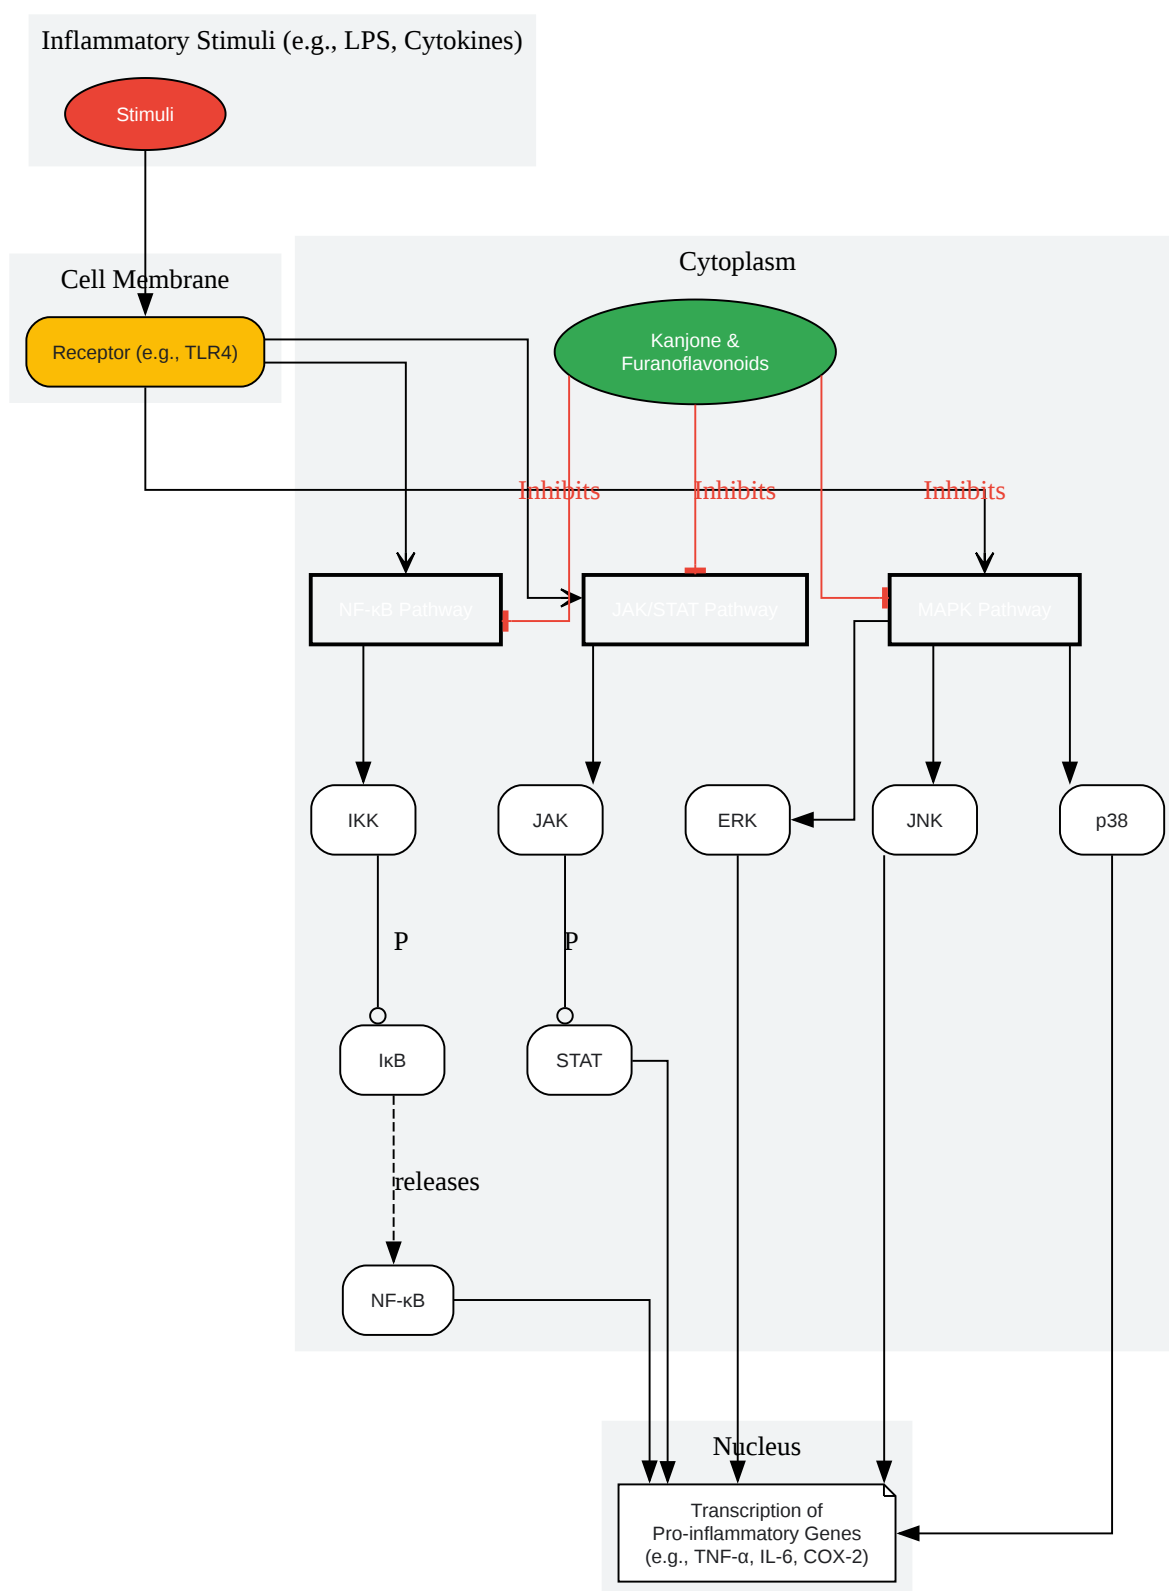 Inflammatory Stimuli (e.g., LPS, Cytokines)
Stimuli
Cell Membrane
Receptor (e.g., TLR4)
Cytoplasm
Kanjone &
Furanoflavonoids
Inhibits
Inhibits
Inhibits
NF-κB Pathway
JAK/STAT Pathway
MAPK Pathway
IKK
JAK
ERK
JNK
p38
P
P
IκB
STAT
releases
NF-κB
Nucleus
Transcription of
Pro-inflammatory Genes
(e.g., TNF-α, IL-6, COX-2)